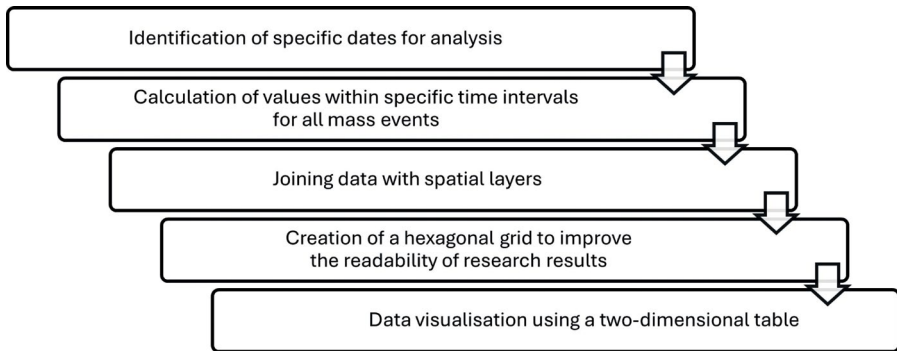 Identification of specific dates for analysis
Calculation of values within specific time intervals
for all mass events
Joining data with spatial layers
Creation of a hexagonal grid to improve
the readability of research results
Data visualisation using a two-dimensional table